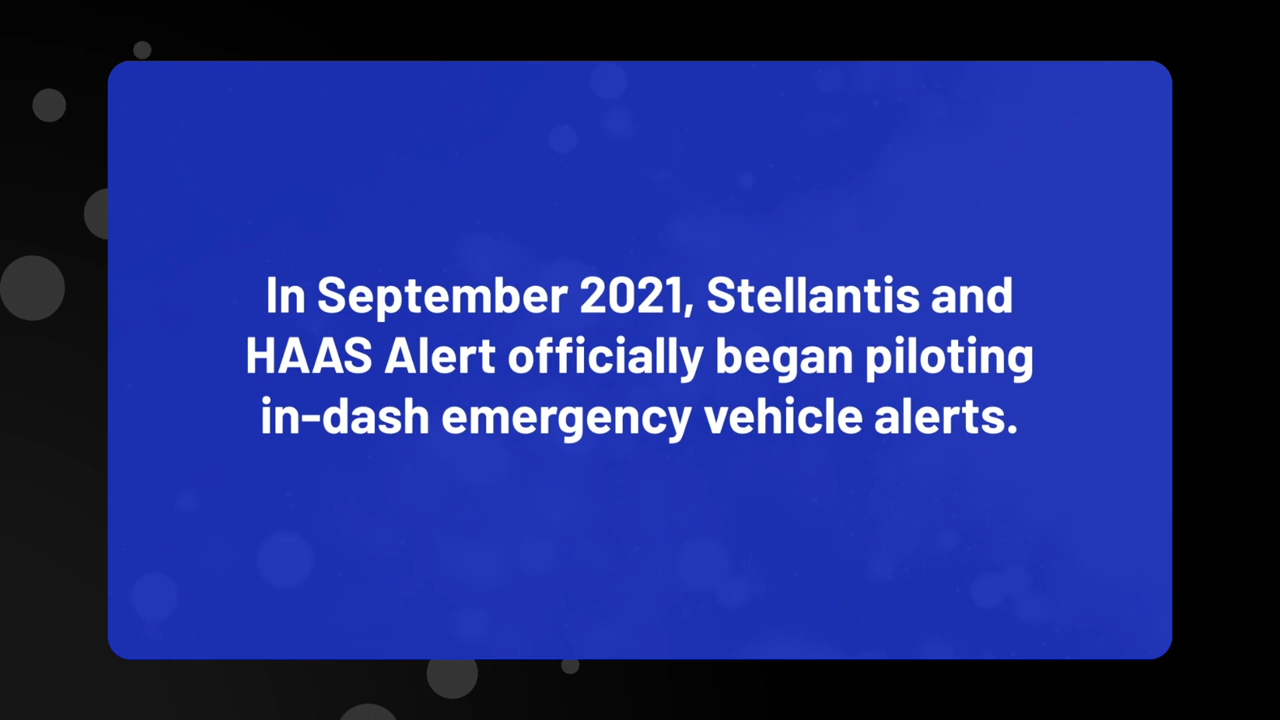 In September 2021, Stellantis and
HAAS Alert officially began piloting
in-dash emergency vehicle alerts.